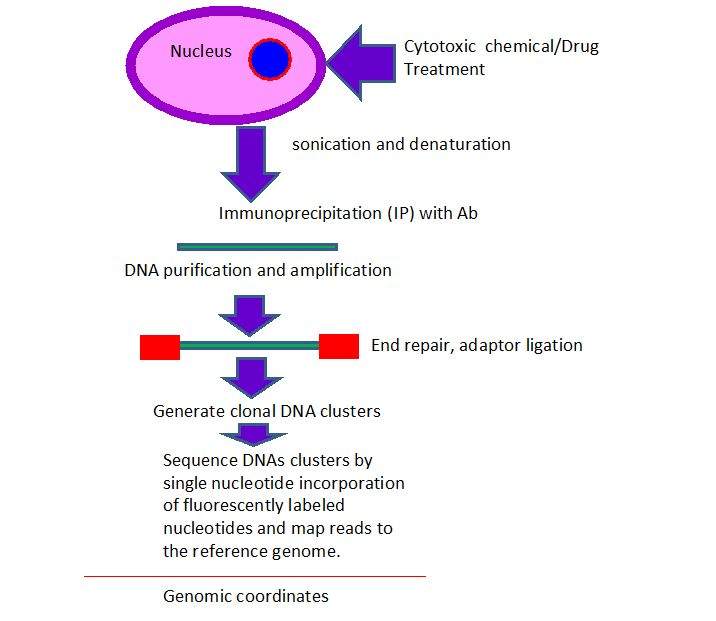 Nucleus
Cytotoxic chemical/Drug
Treatment
sonication and denaturation
Immunoprecipitation (IP) with Ab
DNA purification and amplification
End repair, adaptor ligation
Generate clonal DNA clusters
Sequence DNAs clusters by
single nucleotide incorporation
of fluorescently labeled
nucleotides and map reads to
the reference genome.
Genomic coordinates